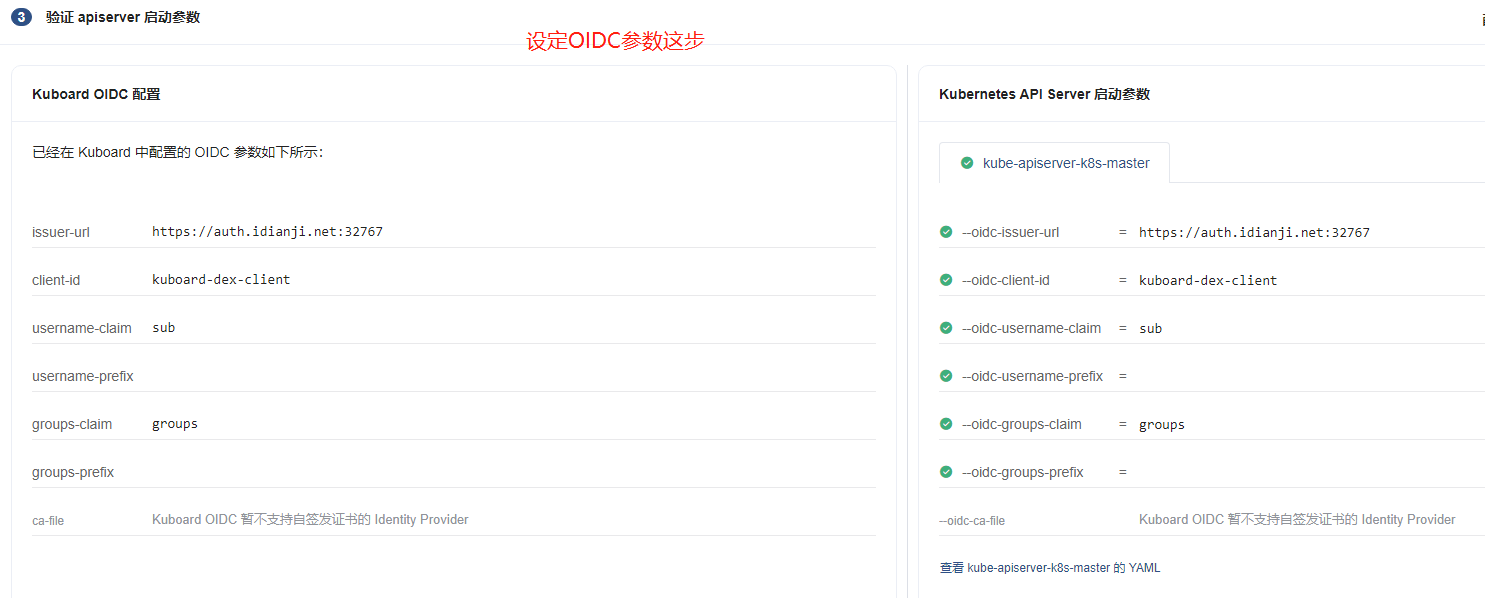 3 验证 apiserver 启动参数
设定OIDC参数这步
Kuboard OIDC 配置
已经在 Kuboard 中配置的 OIDC 参数如下所示：
issuer-url https://auth.idianji.net:32767
client-id kuboard-dex-client
username-claim sub
username-prefix
groups-claim groups
groups-prefix
ca-file Kuboard OIDC 暂不支持自签发证书的 Identity Provider
Kubernetes API Server 启动参数
kube-apiserver-k8s-master
--oidc-issuer-url = https://auth.idianji.net:32767
--oidc-client-id = kuboard-dex-client
--oidc-username-claim = sub
--oidc-username-prefix =
--oidc-groups-claim = groups
--oidc-groups-prefix =
--oidc-ca-file Kuboard OIDC 暂不支持自签发证书的 Identity Provider
查看 kube-apiserver-k8s-master 的 YAML